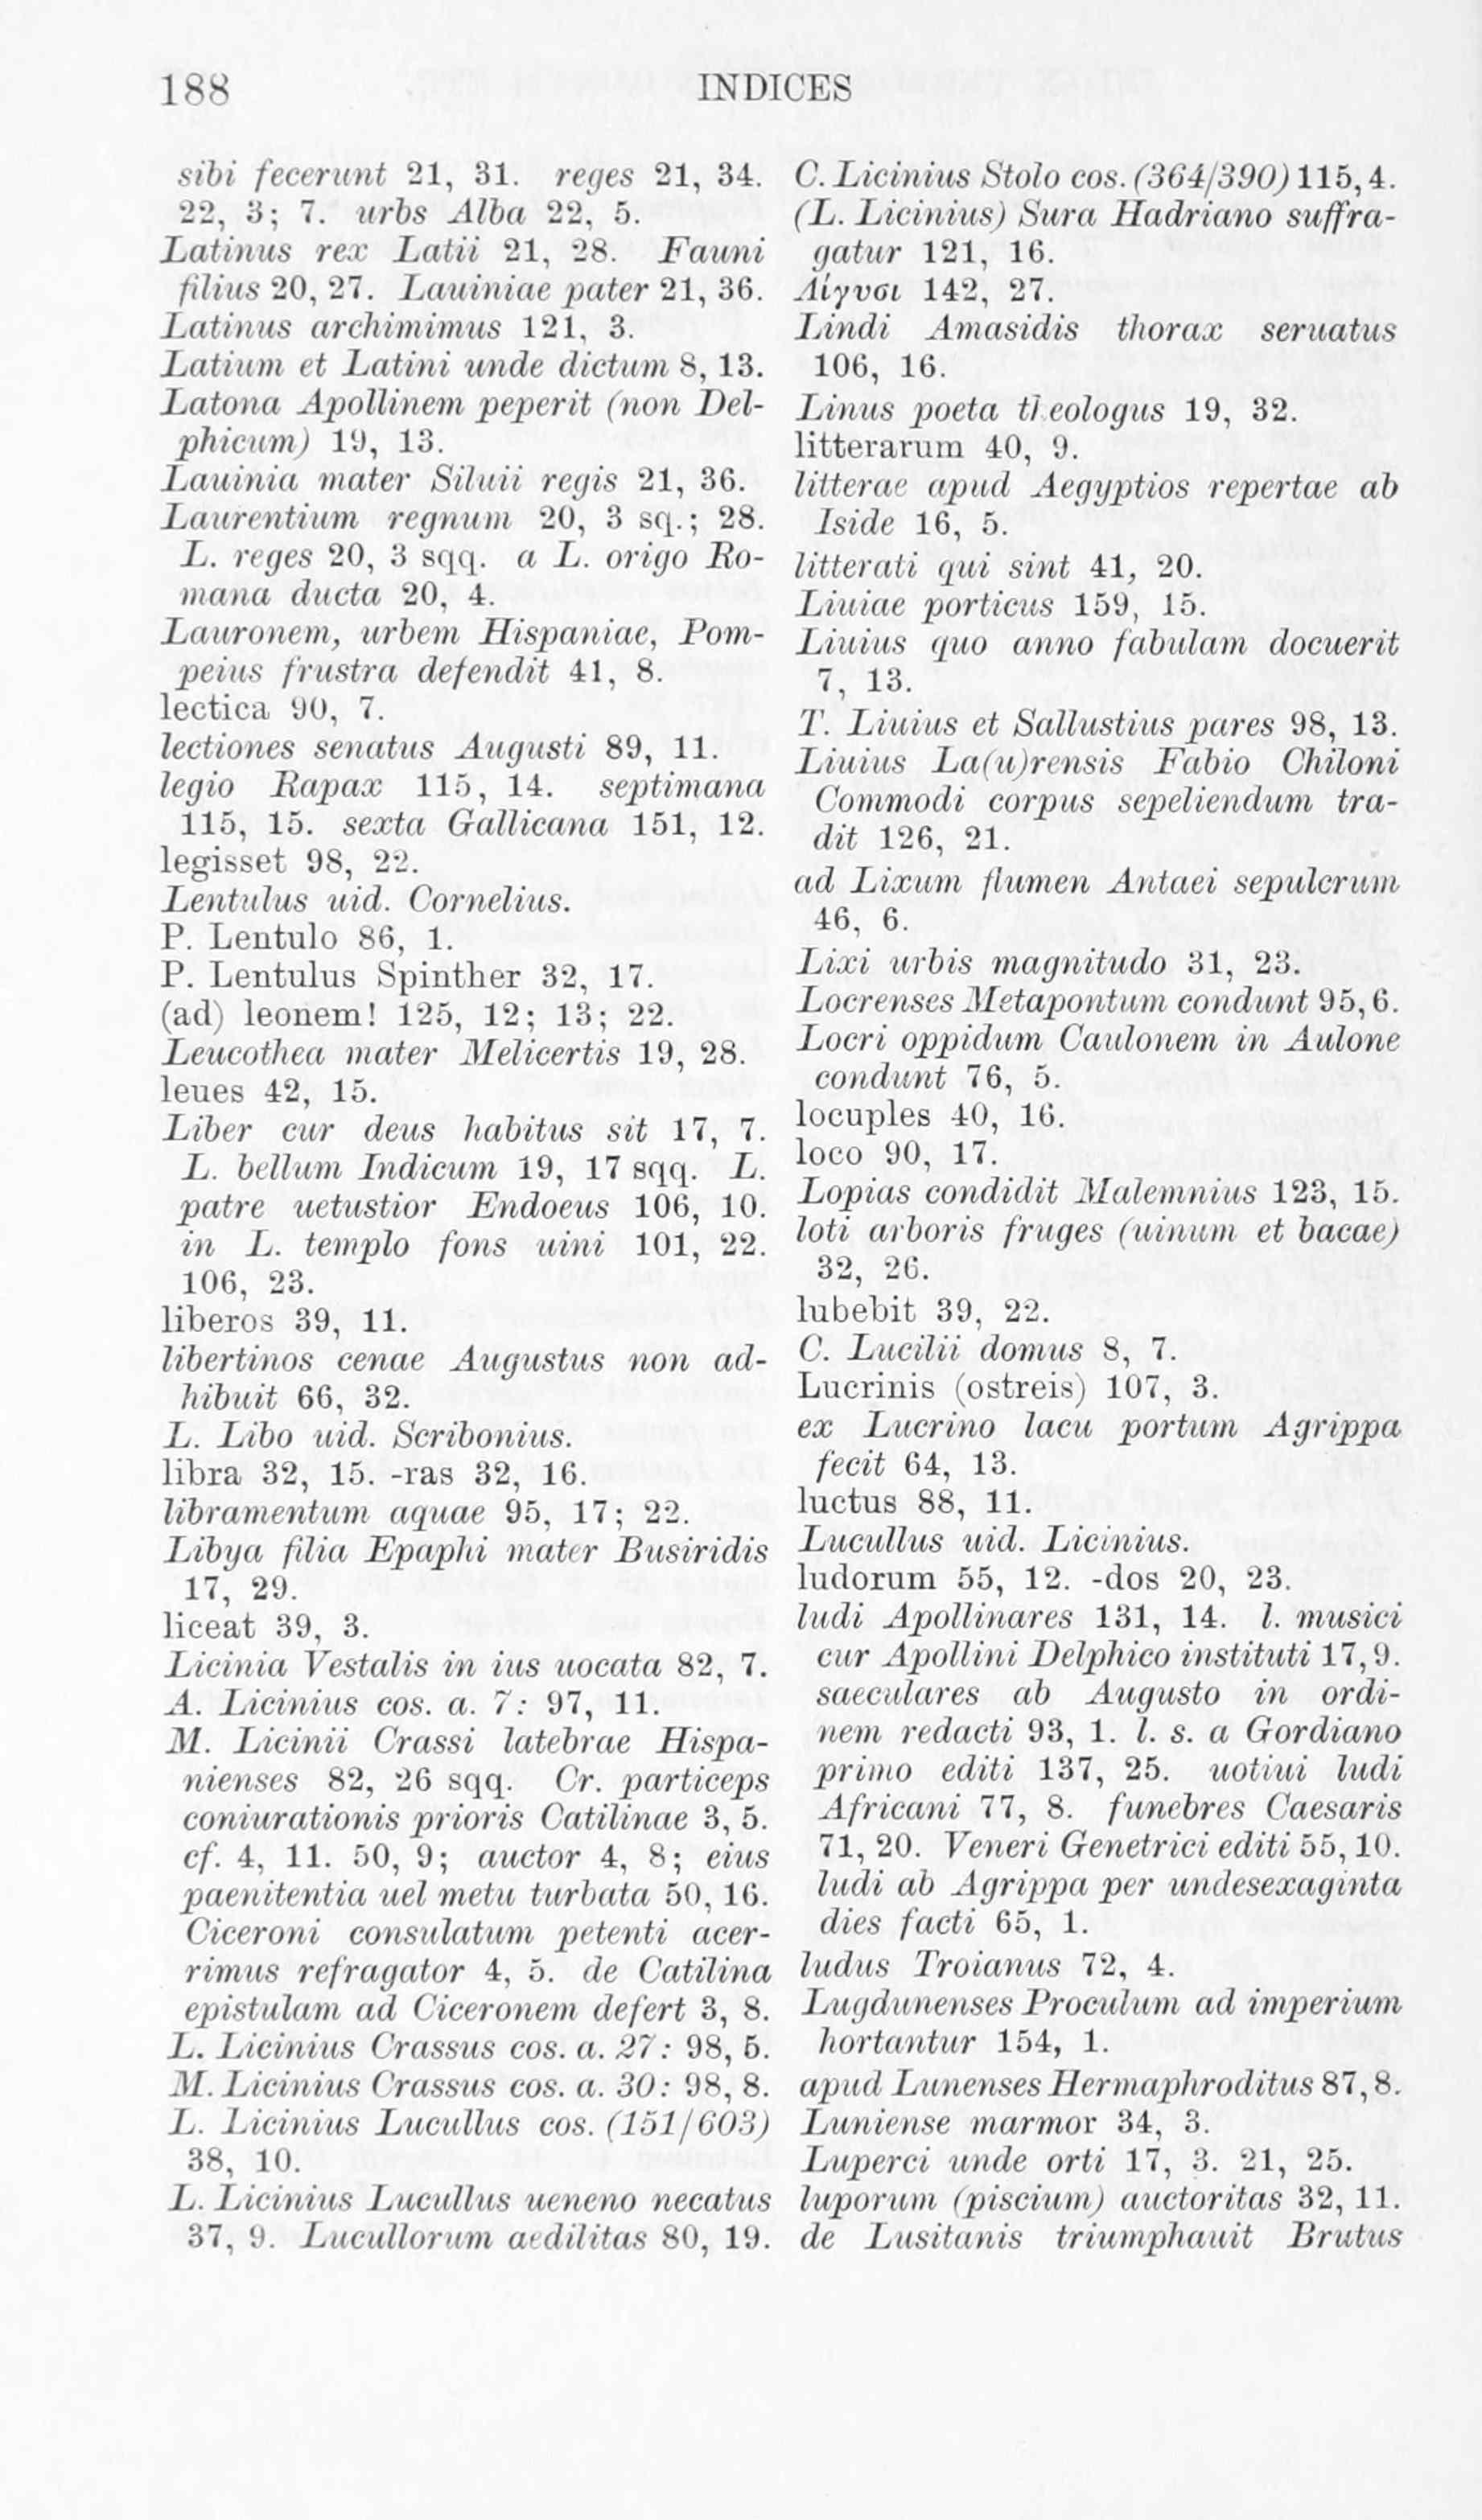 188
INDICES
sibi fecerunt 21, 31. reges 21, 34.
22, 3; 7. urbs Alba 22, 5.
Latinus rex Latii 21, 28. Fauni
filius 20, 27. Lauiniae pater 21, 36.
Latinus archimimus 121, 3.
Latium et Latini unde dictum 8, 13.
Latona Apollinem peperit (non Del-
phicum) 19, 13.
Lauinia mater Siluii regis 21, 36.
Laurentium regnum 20, 3 sq.; 28.
L. reges 20, 3 sqq. a L. origo Ro-
mana ducta 20, 4.
Lauronem, urbem Hispaniae, Pom-
peius frustra defendit 41, 8.
lectica 90, 7.
lectiones senatus Augusti 89, 11.
legio Rapax 115, 14. septimana
115, 15. sexta Gallicana 151, 12.
legisset 98, 22.
Lentulus uid. Cornelius.
P. Lentulo 86, 1.
P. Lentulus Spinther 32, 17.
(ad) leonem! 125, 12; 13; 22.
Leucothea mater Melicertis 19, 28.
leues 42, 15.
Liber cur deus habitus sit 17, 7.
L. bellum Indicum 19, 17 sqq. L.
patre uetustior Endoeus 106, 10.
in L. templo fons uini 101, 22.
106, 23.
liberos 39, 11.
libertinos cenae Augustus non ad-
hibuit 66, 32.
L. Libo uid. Scribonius.
libra 32, 15. -ras 32, 16.
libramentum aquae 95, 17; 22.
Libya filia Epaphi mater Busiridis
17, 29.
liceat 39, 3.
Licinia Vestalis in ius uocata 82, 7.
A. Licinius cos. a. 7: 97, 11.
M. Licinii Crassi latebrae Hispa-
nienses 82, 26 sqq. Cr. particeps
coniurationis prioris Catilinae 3, 5.
cf. 4, 11. 50, 9; auctor 4, 8; eius
paenitentia uel metu turbata 50, 16.
Ciceroni consulatum petenti acer-
rimus refragator 4, 5. de Catilina
epistulam ad Ciceronem defert 3, 8.
L. Licinius Crassus cos. a. 27: 98, 5.
M. Licinius Crassus cos. a. 30: 98, 8.
L. Licinius Lucullus cos. (151/603)
38, 10.
L. Licinius Lucullus ueneno necatus
37, 9. Lucullorum aedilitas 80, 19.
C. Licinius Stolo cos. (364/390) 115, 4.
(L. Licinius) Sura Hadriano suffra-
gatur 121, 16.
Λίγυσι 142, 27.
Lindi Amasidis thorax seruatus
106, 16.
Linus poeta theologus 19, 32.
litterarum 40, 9.
litterae apud Aegyptios repertae ab
Iside 16, 5.
litterati qui sint 41, 20.
Liuiae porticus 159, 15.
Liuius quo anno fabulam docuerit
7, 13.
T. Liuius et Sallustius pares 98, 13.
Liuius La(u)rensis Fabio Chiloni
Commodi corpus sepeliendum tra-
dit 126, 21.
ad Lixum flumen Antaei sepulcrum
46, 6.
Lixi urbis magnitudo 31, 23.
Locrenses Metapontum condunt 95, 6.
Locri oppidum Caulonem in Aulone
condunt 76, 5.
locuples 40, 16.
loco 90, 17.
Lopias condidit Malemnius 123, 15.
loti arboris fruges (uinum et bacae)
32, 26.
lubebit 39, 22.
C. Lucilii domus 8, 7.
Lucrinis (ostreis) 107, 3.
ex Lucrino lacu portum Agrippa
fecit 64, 13.
luctus 88, 11.
Lucullus uid. Licinius.
ludorum 55, 12. -dos 20, 23.
ludi Apollinares 131, 14. l. musici
cur Apollini Delphico instituti 17, 9.
saeculares ab Augusto in ordi-
nem redacti 93, 1. l. s. a Gordiano
primo editi 137, 25. uotiui ludi
Africani 77, 8. funebres Caesaris
71, 20. Veneri Genetrici editi 55, 10.
ludi ab Agrippa per undesexaginta
dies facti 65, 1.
ludus Troianus 72, 4.
Lugdunenses Proculum ad imperium
hortantur 154, 1.
apud Lunenses Hermaphroditus 87, 8.
Luniense marmor 34, 3.
Luperci unde orti 17, 3. 21, 25.
luporum (piscium) auctoritas 32, 11.
de Lusitanis triumphauit Brutus